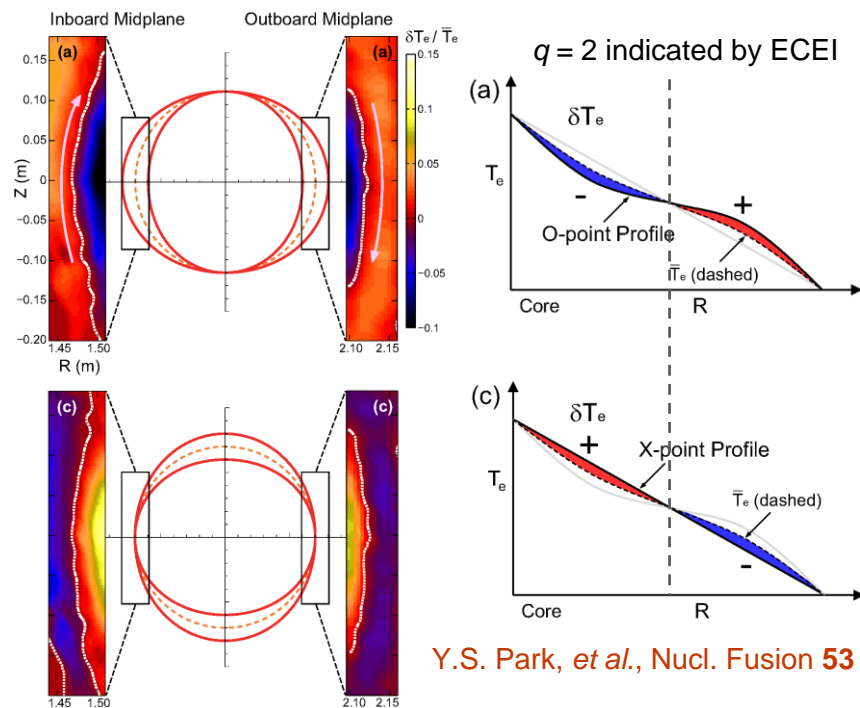 Inboard Midplane
Outboard Midplane
δTe / T̅e
(a)
(a)
0.15
0.10
0.05
0
−0.05
−0.10
−0.15
−0.20
Z (m)
0.15
0.1
0.05
0
-0.05
-0.1
1.45 1.50
R (m)
2.10 2.15
(c)
(c)
1.45 1.50
R (m)
2.10 2.15
q = 2 indicated by ECEI
(a)
δTe
Te
-
+
O-point Profile
T̅e (dashed)
Core
R
(c)
δTe
+
X-point Profile
Te
T̅e (dashed)
-
Core
R
Y.S. Park, et al., Nucl. Fusion 53